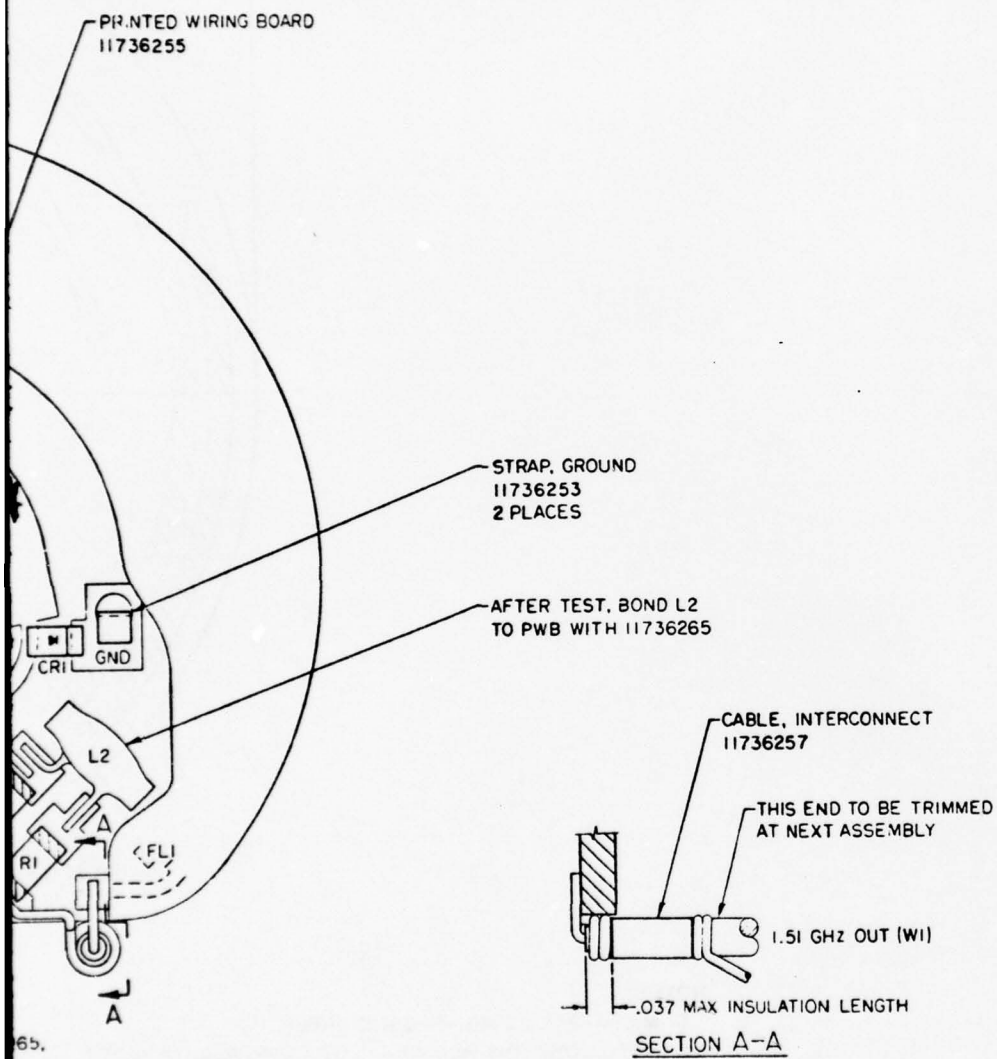 PRINTED WIRING BOARD
11736255
STRAP, GROUND
11736253
2 PLACES
AFTER TEST, BOND L2
TO PWB WITH 11736265
CR1
GND
L2
A
R1
FL1
A
CABLE, INTERCONNECT
11736257
THIS END TO BE TRIMMED
AT NEXT ASSEMBLY
1.51 GHZ OUT (W1)
.037 MAX INSULATION LENGTH
SECTION A-A
65.